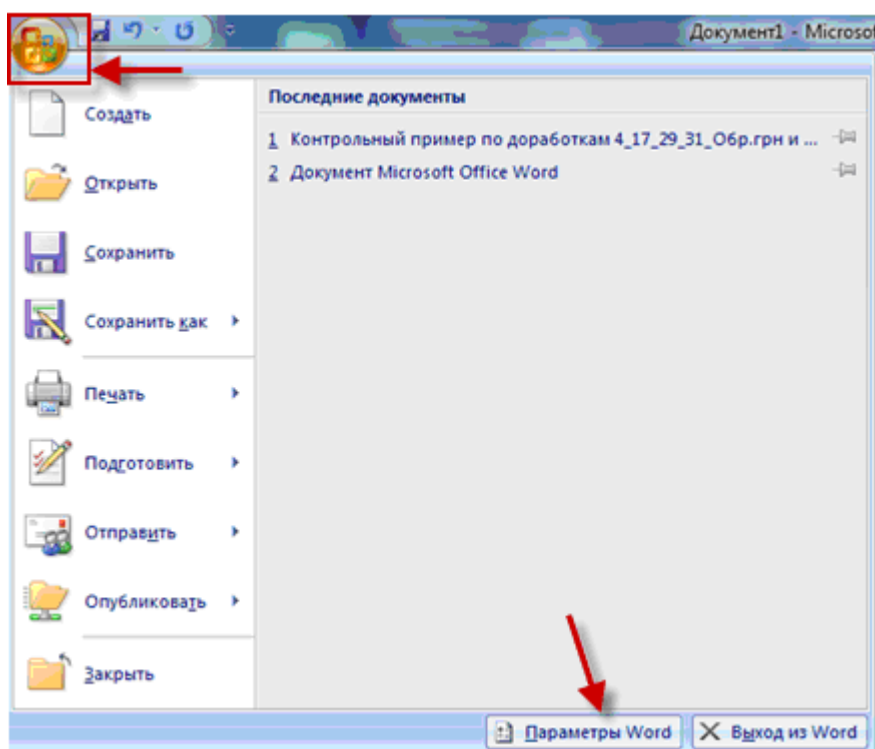 Документ1 - Microsof
Создать
Открыть
Сохранить
Сохранить как
Печать
Подготовить
Отправить
Опубликовать
Закрыть
Последние документы
1 Контрольный пример по доработкам 4_17_29_31_Обр.грн и ...
2 Документ Microsoft Office Word
Параметры Word
Выход из Word